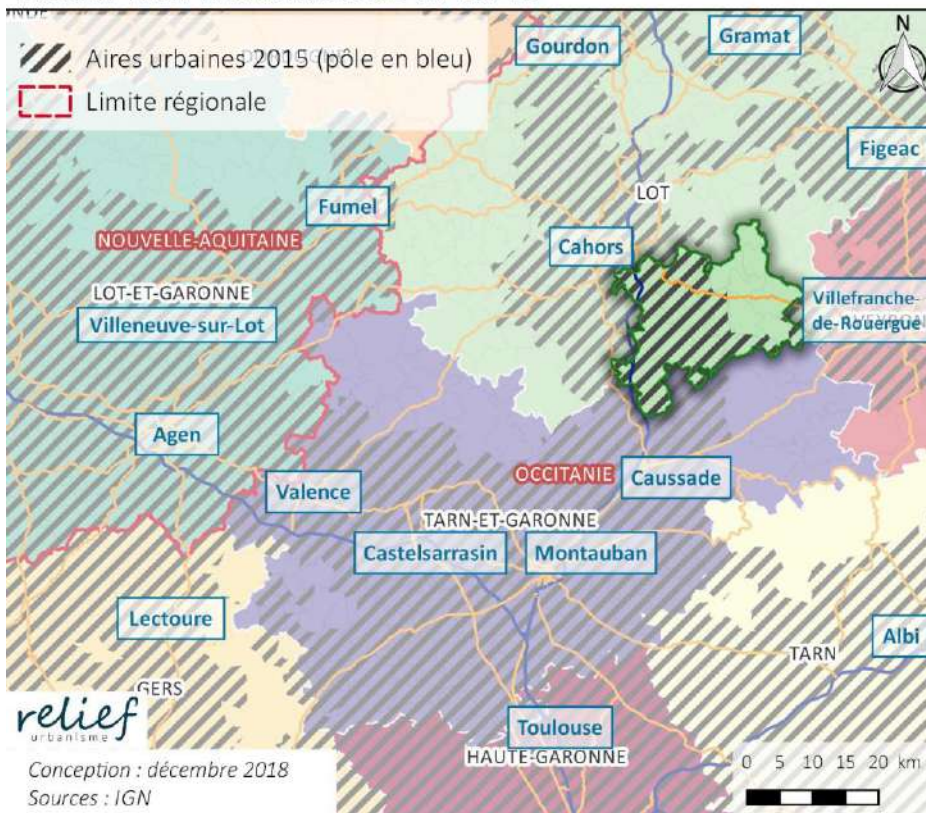 Aires urbaines 2015 (pôle en bleu)
Limite régionale
Gourdon
Gramat
N
Figeac
LOT
Fumel
Cahors
NOUVELLE-AQUITAINE
LOT-ET-GARONNE
Villeneuve-sur-Lot
Villefranche-
de-Rouergue
Agen
OCCITANIE
Caussade
Valence
TARN-ET-GARONNE
Castelsarrasin
Montauban
Lectoure
Albi
TARN
GERS
relief
urbanisme
Toulouse
HAUTE-GARONNE
Conception : décembre 2018
Sources : IGN
0 5 10 15 20 km